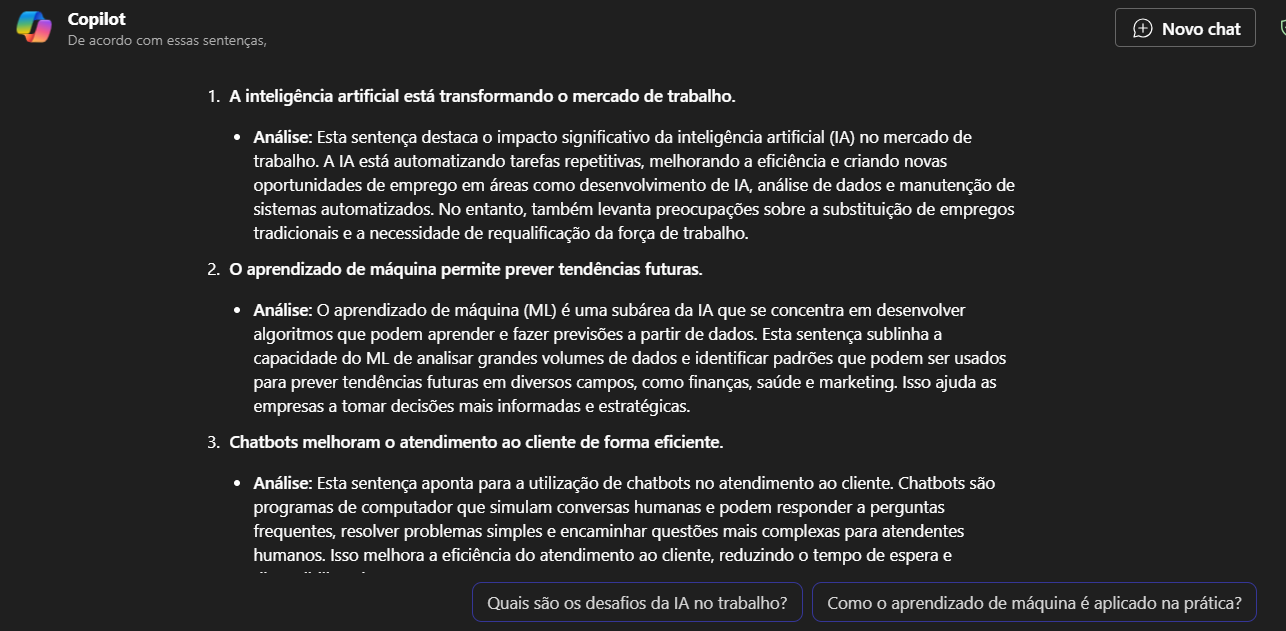 Copilot
De acordo com essas sentenças,
Novo chat
1. A inteligência artificial está transformando o mercado de trabalho.
• Análise: Esta sentença destaca o impacto significativo da inteligência artificial (IA) no mercado de
trabalho. A IA está automatizando tarefas repetitivas, melhorando a eficiência e criando novas
oportunidades de emprego em áreas como desenvolvimento de IA, análise de dados e manutenção de
sistemas automatizados. No entanto, também levanta preocupações sobre a substituição de empregos
tradicionais e a necessidade de requalificação da força de trabalho.
2. O aprendizado de máquina permite prever tendências futuras.
• Análise: O aprendizado de máquina (ML) é uma subárea da IA que se concentra em desenvolver
algoritmos que podem aprender e fazer previsões a partir de dados. Esta sentença sublinha a
capacidade do ML de analisar grandes volumes de dados e identificar padrões que podem ser usados
para prever tendências futuras em diversos campos, como finanças, saúde e marketing. Isso ajuda as
empresas a tomar decisões mais informadas e estratégicas.
3. Chatbots melhoram o atendimento ao cliente de forma eficiente.
• Análise: Esta sentença aponta para a utilização de chatbots no atendimento ao cliente. Chatbots são
programas de computador que simulam conversas humanas e podem responder a perguntas
frequentes, resolver problemas simples e encaminhar questões mais complexas para atendentes
humanos. Isso melhora a eficiência do atendimento ao cliente, reduzindo o tempo de espera e
Quais são os desafios da IA no trabalho?
Como o aprendizado de máquina é aplicado na prática?